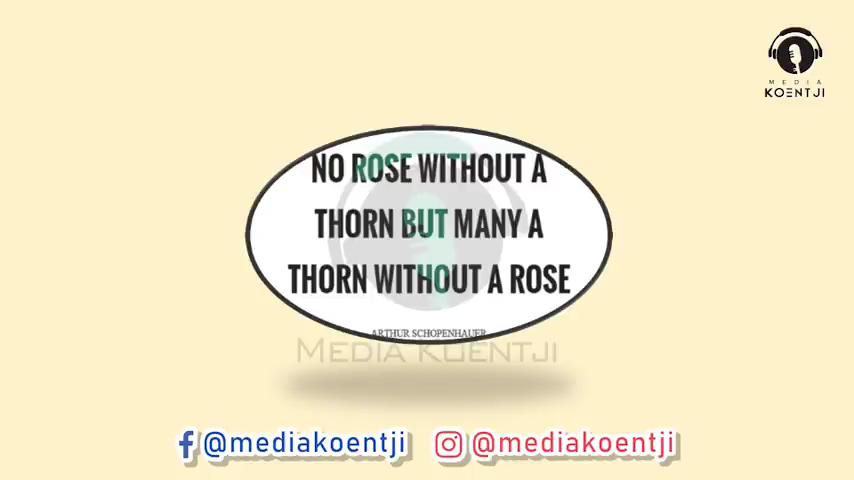 MEDIA
KOENTJI
NO ROSE WITHOUT A
THORN BUT MANY A
THORN WITHOUT A ROSE
ARTHUR SCHOPENHAUER
MEDIA KOENTJI
@mediakoentji @mediakoentji